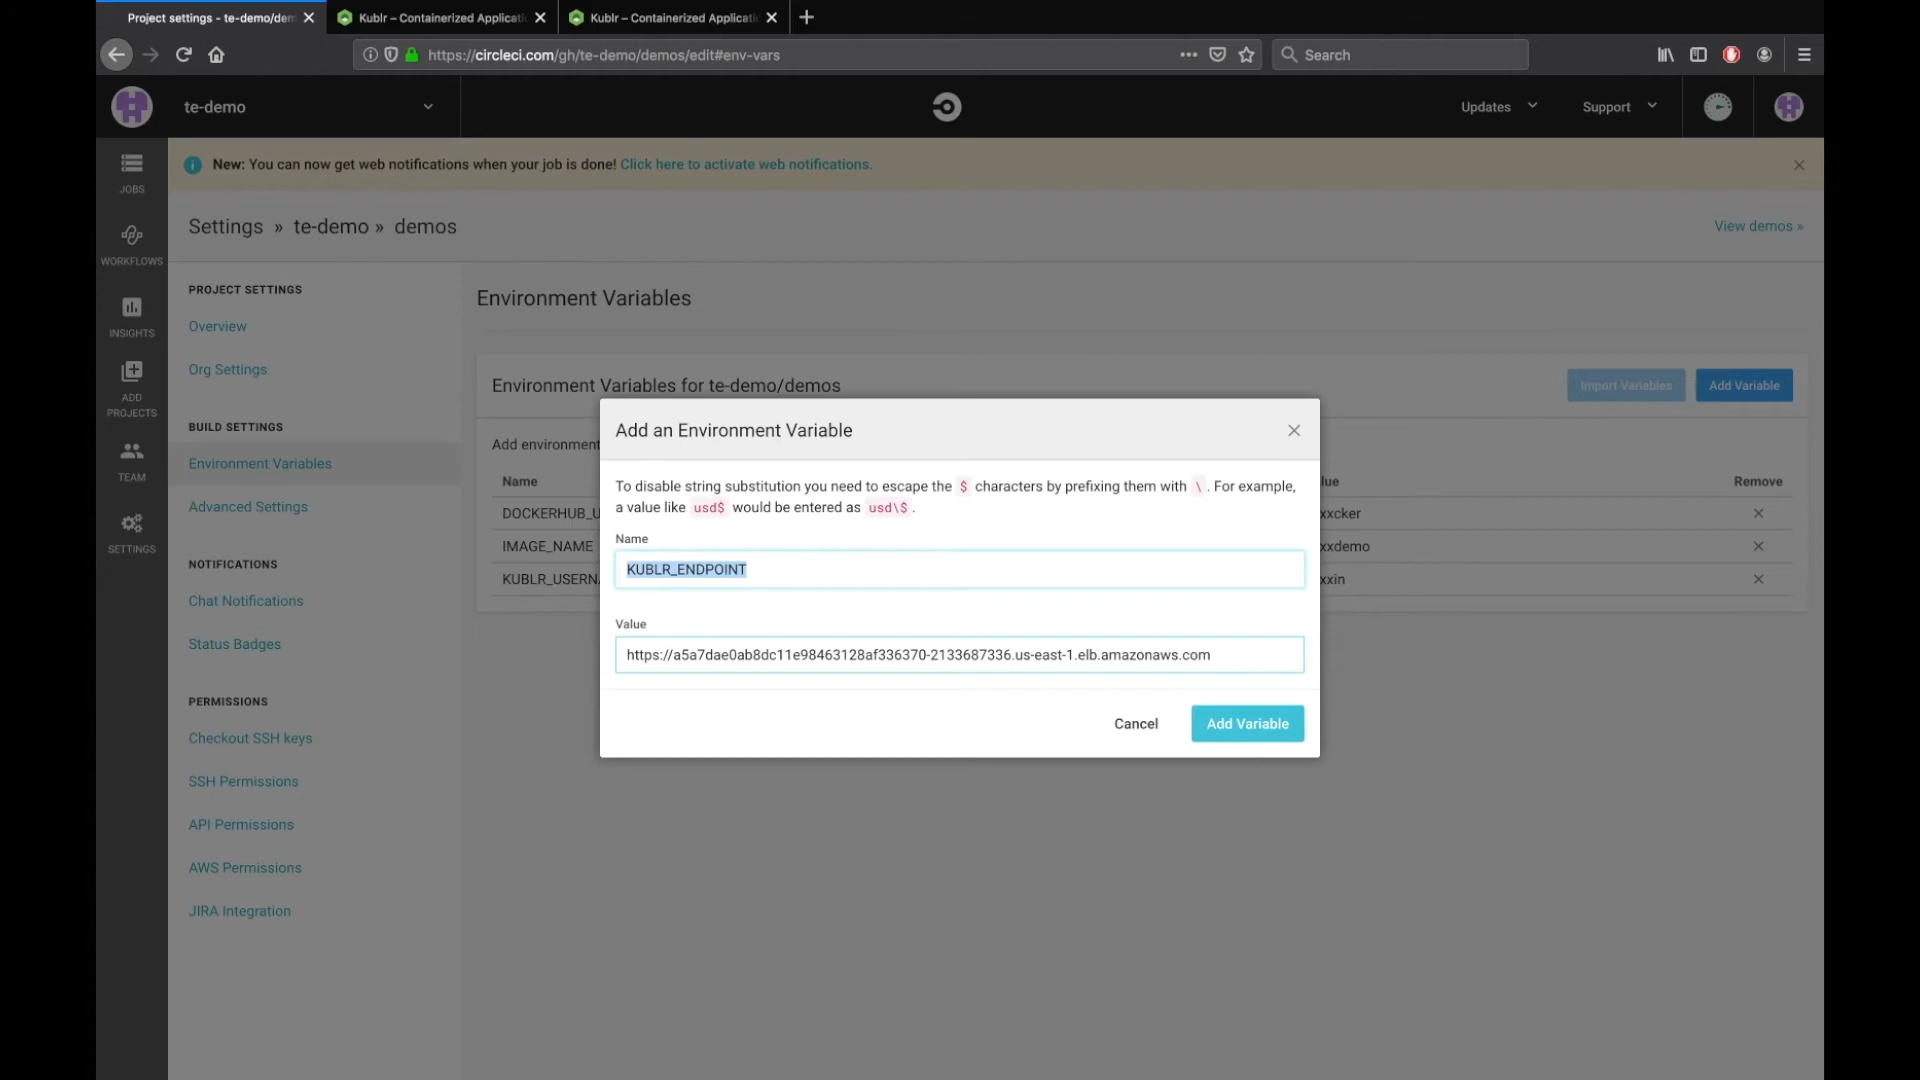 Project settings - te-demo/dem
Kublr – Containerized Applicati
Kublr – Containerized Applicati
https://circleci.com/gh/te-demo/demos/edit#env-vars
Search
te-demo
Updates
Support
New: You can now get web notifications when your job is done! Click here to activate web notifications.
JOBS
WORKFLOWS
INSIGHTS
ADD
PROJECTS
TEAM
SETTINGS
Settings » te-demo » demos
View demos »
PROJECT SETTINGS
Overview
Org Settings
BUILD SETTINGS
Environment Variables
Advanced Settings
NOTIFICATIONS
Chat Notifications
Status Badges
PERMISSIONS
Checkout SSH keys
SSH Permissions
API Permissions
AWS Permissions
JIRA Integration
Environment Variables
Environment Variables for te-demo/demos
Import Variables
Add Variable
Add environment
Name
lue
Remove
DOCKERHUB_U
xxcker
IMAGE_NAME
xxdemo
KUBLR_USERNA
xxin
Add an Environment Variable
To disable string substitution you need to escape the $ characters by prefixing them with \ . For example,
a value like usd$ would be entered as usd\$ .
Name
KUBLR_ENDPOINT
Value
https://a5a7dae0ab8dc11e98463128af336370-2133687336.us-east-1.elb.amazonaws.com
Cancel
Add Variable